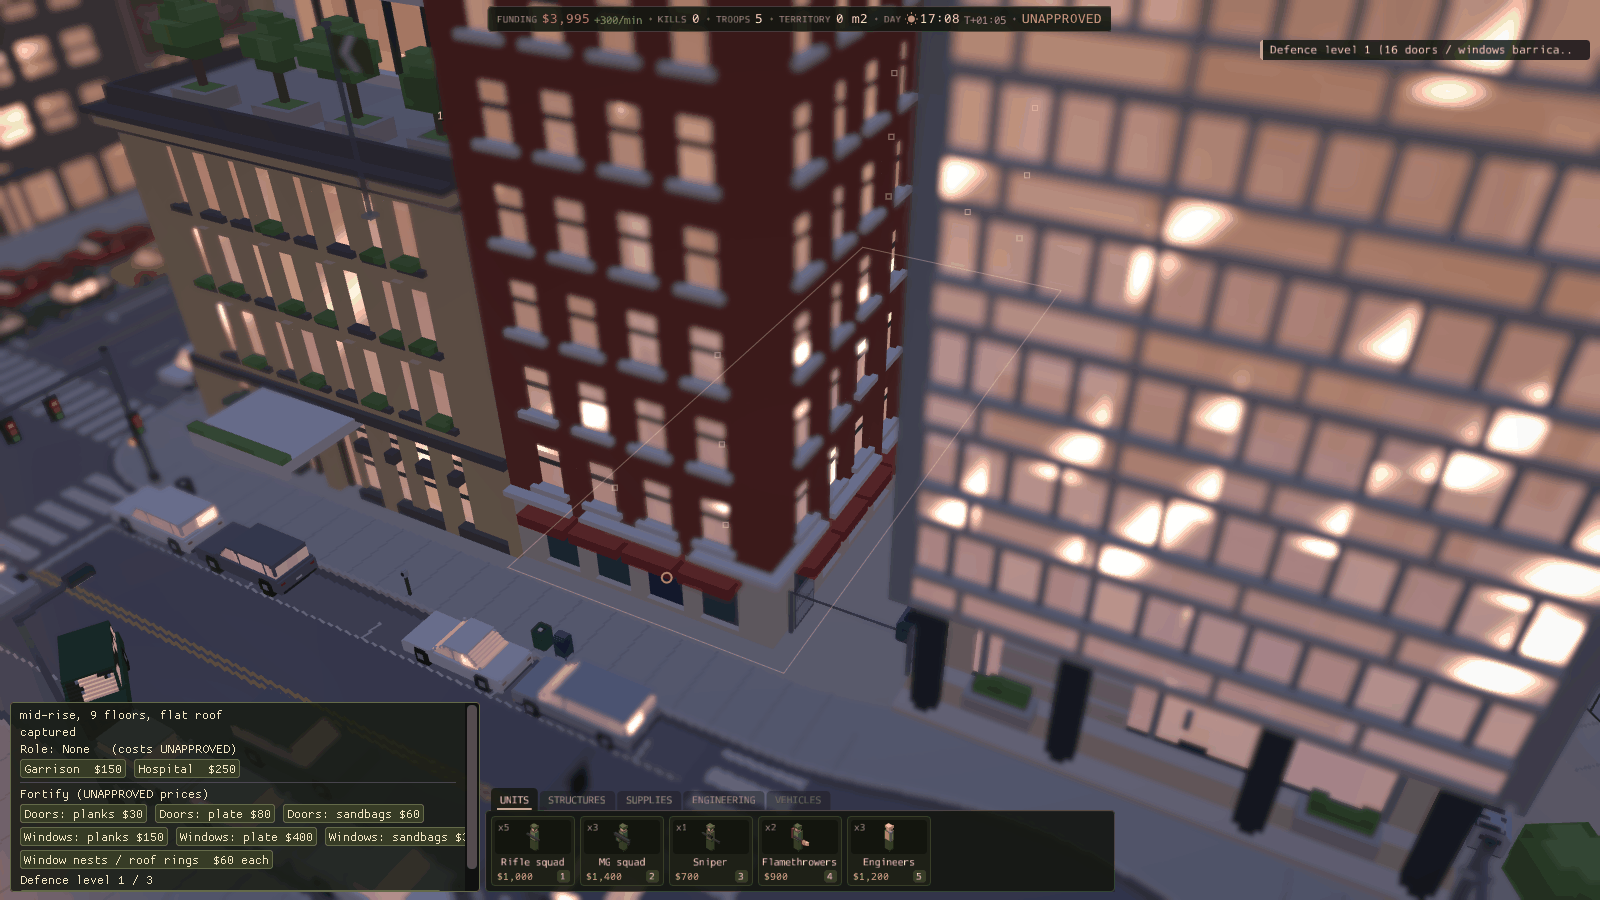 FUNDING $3,995 +300/min · KILLS 0 · TROOPS 5 · TERRITORY 0 m2 · DAY 17:08 T+01:05 · UNAPPROVED
Defence level 1 (16 doors / windows barrica..
1
mid-rise, 9 floors, flat roof
captured
Role: None (costs UNAPPROVED)
Garrison $150 Hospital $250
Fortify (UNAPPROVED prices)
Doors: planks $30 Doors: plate $80 Doors: sandbags $60
Windows: planks $150 Windows: plate $400 Windows: sandbags
Window nests / roof rings $60 each
Defence level 1 / 3
UNITS STRUCTURES SUPPLIES ENGINEERING VEHICLES
x5 x3 x1 x2 x3
Rifle squad MG squad Sniper Flamethrowers Engineers
$1,000 1 $1,400 2 $700 3 $900 4 $1,200 5